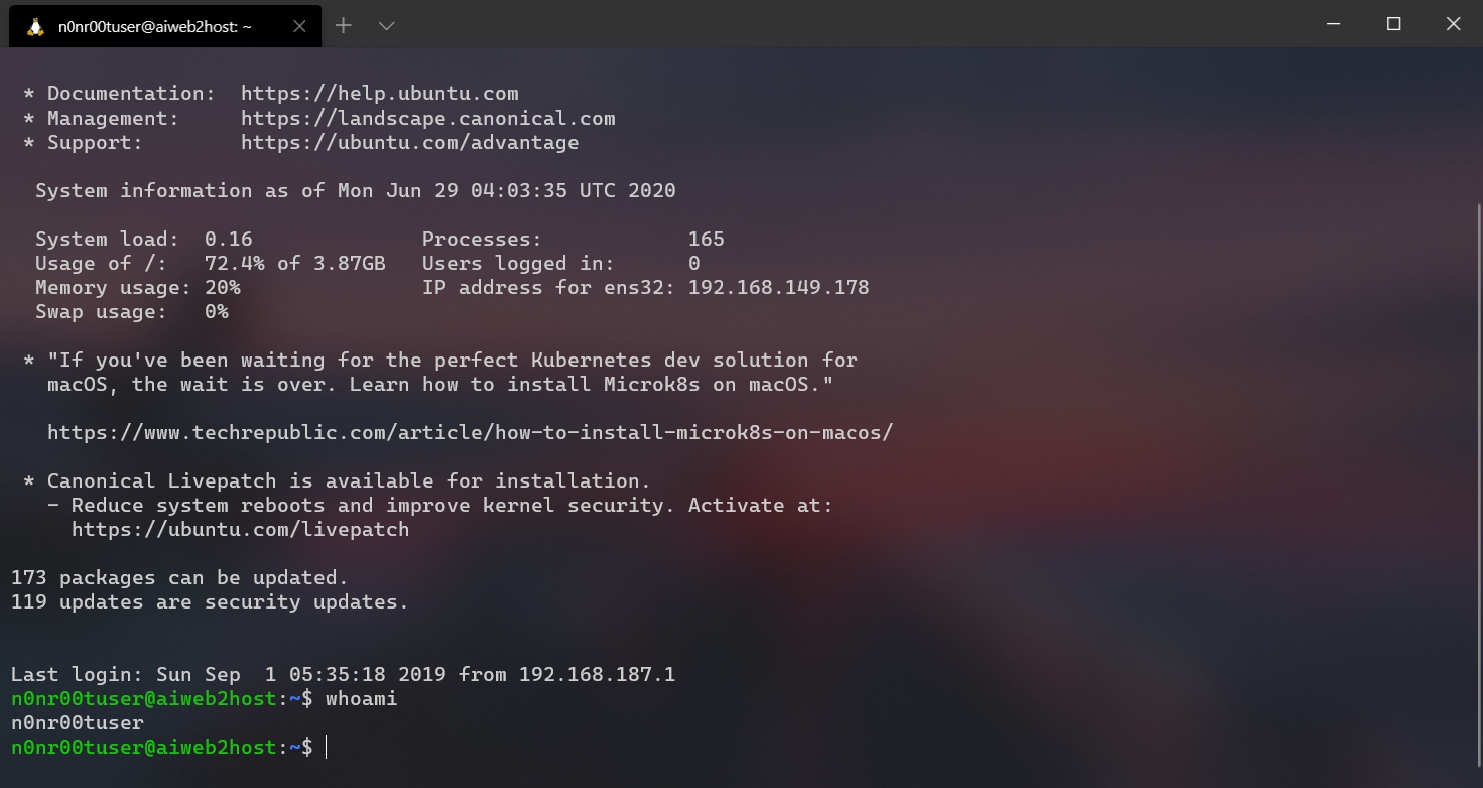 n0nr00tuser@aiweb2host: ~
* Documentation:  https://help.ubuntu.com
* Management:     https://landscape.canonical.com
* Support:        https://ubuntu.com/advantage
System information as of Mon Jun 29 04:03:35 UTC 2020
System load:  0.16              Processes:            165
Usage of /:   72.4% of 3.87GB   Users logged in:      0
Memory usage: 20%               IP address for ens32: 192.168.149.178
Swap usage:   0%
* "If you've been waiting for the perfect Kubernetes dev solution for
macOS, the wait is over. Learn how to install Microk8s on macOS."
https://www.techrepublic.com/article/how-to-install-microk8s-on-macos/
* Canonical Livepatch is available for installation.
- Reduce system reboots and improve kernel security. Activate at:
https://ubuntu.com/livepatch
173 packages can be updated.
119 updates are security updates.
Last login: Sun Sep  1 05:35:18 2019 from 192.168.187.1
n0nr00tuser@aiweb2host:~$ whoami
n0nr00tuser
n0nr00tuser@aiweb2host:~$